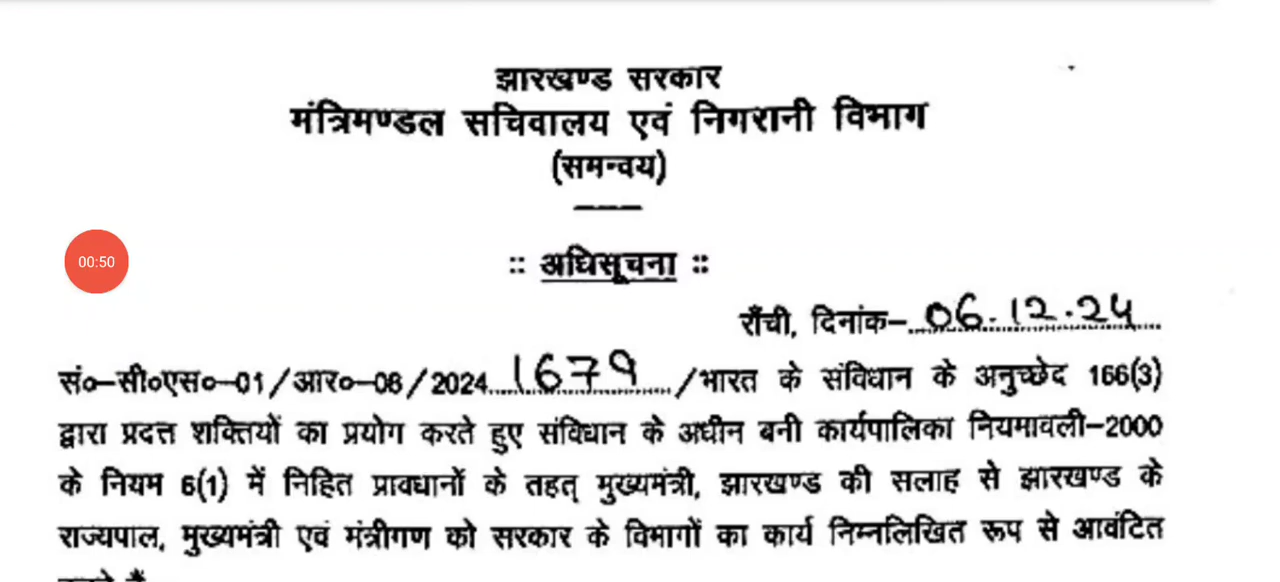 झारखण्ड सरकार
मंत्रिमण्डल सचिवालय एवं निगरानी विभाग
(समन्वय)
:: अधिसूचना ::
00:50
राँची, दिनांक– 06.12.24
सं०–सी०एस०–01/आर०–08/2024 1679 /भारत के संविधान के अनुच्छेद 166(3)
द्वारा प्रदत्त शक्तियों का प्रयोग करते हुए संविधान के अधीन बनी कार्यपालिका नियमावली–2000
के नियम 6(1) में निहित प्रावधानों के तहत् मुख्यमंत्री, झारखण्ड की सलाह से झारखण्ड के
राज्यपाल, मुख्यमंत्री एवं मंत्रीगण को सरकार के विभागों का कार्य निम्नलिखित रूप से आवंटित